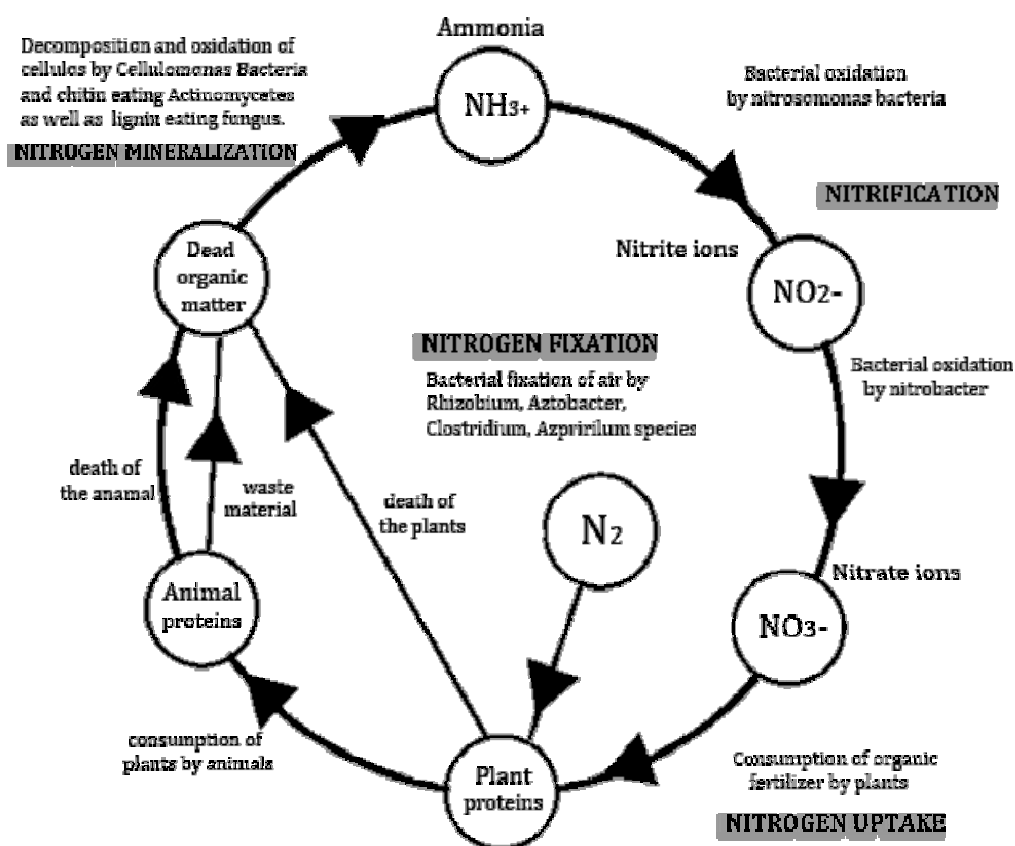 Ammonia
NH3+
Decomposition and oxidation of
cellulos by Cellulomonas Bacteria
and chitin eating Actinomycetes
as well as lignin eating fungus.
NITROGEN MINERALIZATION
Bacterial oxidation
by nitrosomonas bacteria
NITRIFICATION
Nitrite ions
NO2-
Dead
organic
matter
NITROGEN FIXATION
Bacterial fixation of air by
Rhizobium, Aztobacter,
Clostridium, Azpririlum species
Bacterial oxidation
by nitrobacter
death of
the anamal
waste
material
death of
the plants
N2
Nitrate ions
NO3-
Animal
proteins
consumption of
plants by animals
Plant
proteins
Consumption of organic
fertilizer by plants
NITROGEN UPTAKE